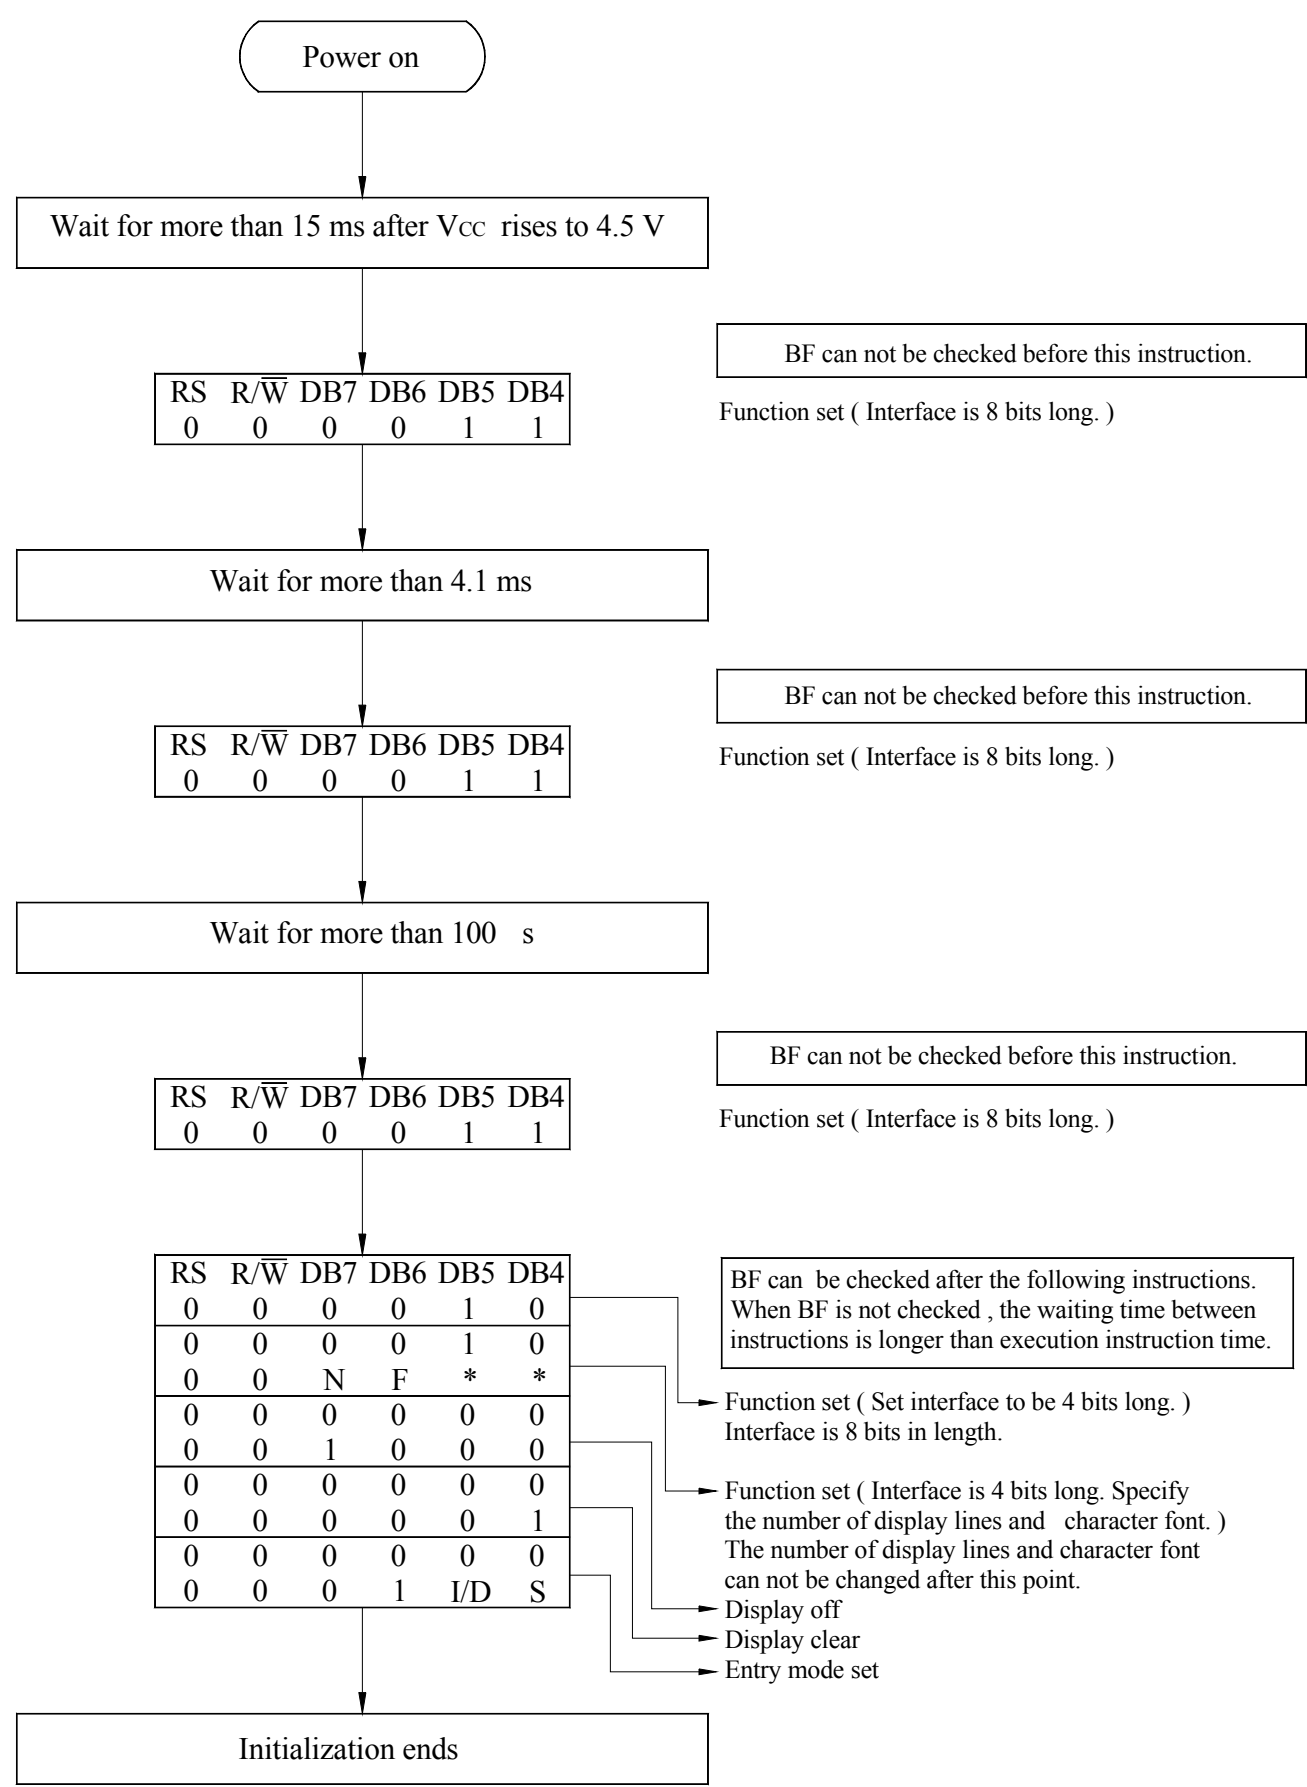 Power on
Wait for more than 15 ms after VCC rises to 4.5 V
BF can not be checked before this instruction.
RS R/W̅ DB7 DB6 DB5 DB4
0 0 0 0 1 1
Function set ( Interface is 8 bits long. )
Wait for more than 4.1 ms
BF can not be checked before this instruction.
RS R/W̅ DB7 DB6 DB5 DB4
0 0 0 0 1 1
Function set ( Interface is 8 bits long. )
Wait for more than 100 s
BF can not be checked before this instruction.
RS R/W̅ DB7 DB6 DB5 DB4
0 0 0 0 1 1
Function set ( Interface is 8 bits long. )
RS R/W̅ DB7 DB6 DB5 DB4
0 0 0 0 1 0
0 0 0 0 1 0
0 0 N F * *
0 0 0 0 0 0
0 0 1 0 0 0
0 0 0 0 0 0
0 0 0 0 0 1
0 0 0 0 0 0
0 0 0 1 I/D S
BF can be checked after the following instructions.
When BF is not checked , the waiting time between
instructions is longer than execution instruction time.
Function set ( Set interface to be 4 bits long. )
Interface is 8 bits in length.
Function set ( Interface is 4 bits long. Specify
the number of display lines and character font. )
The number of display lines and character font
can not be changed after this point.
Display off
Display clear
Entry mode set
Initialization ends